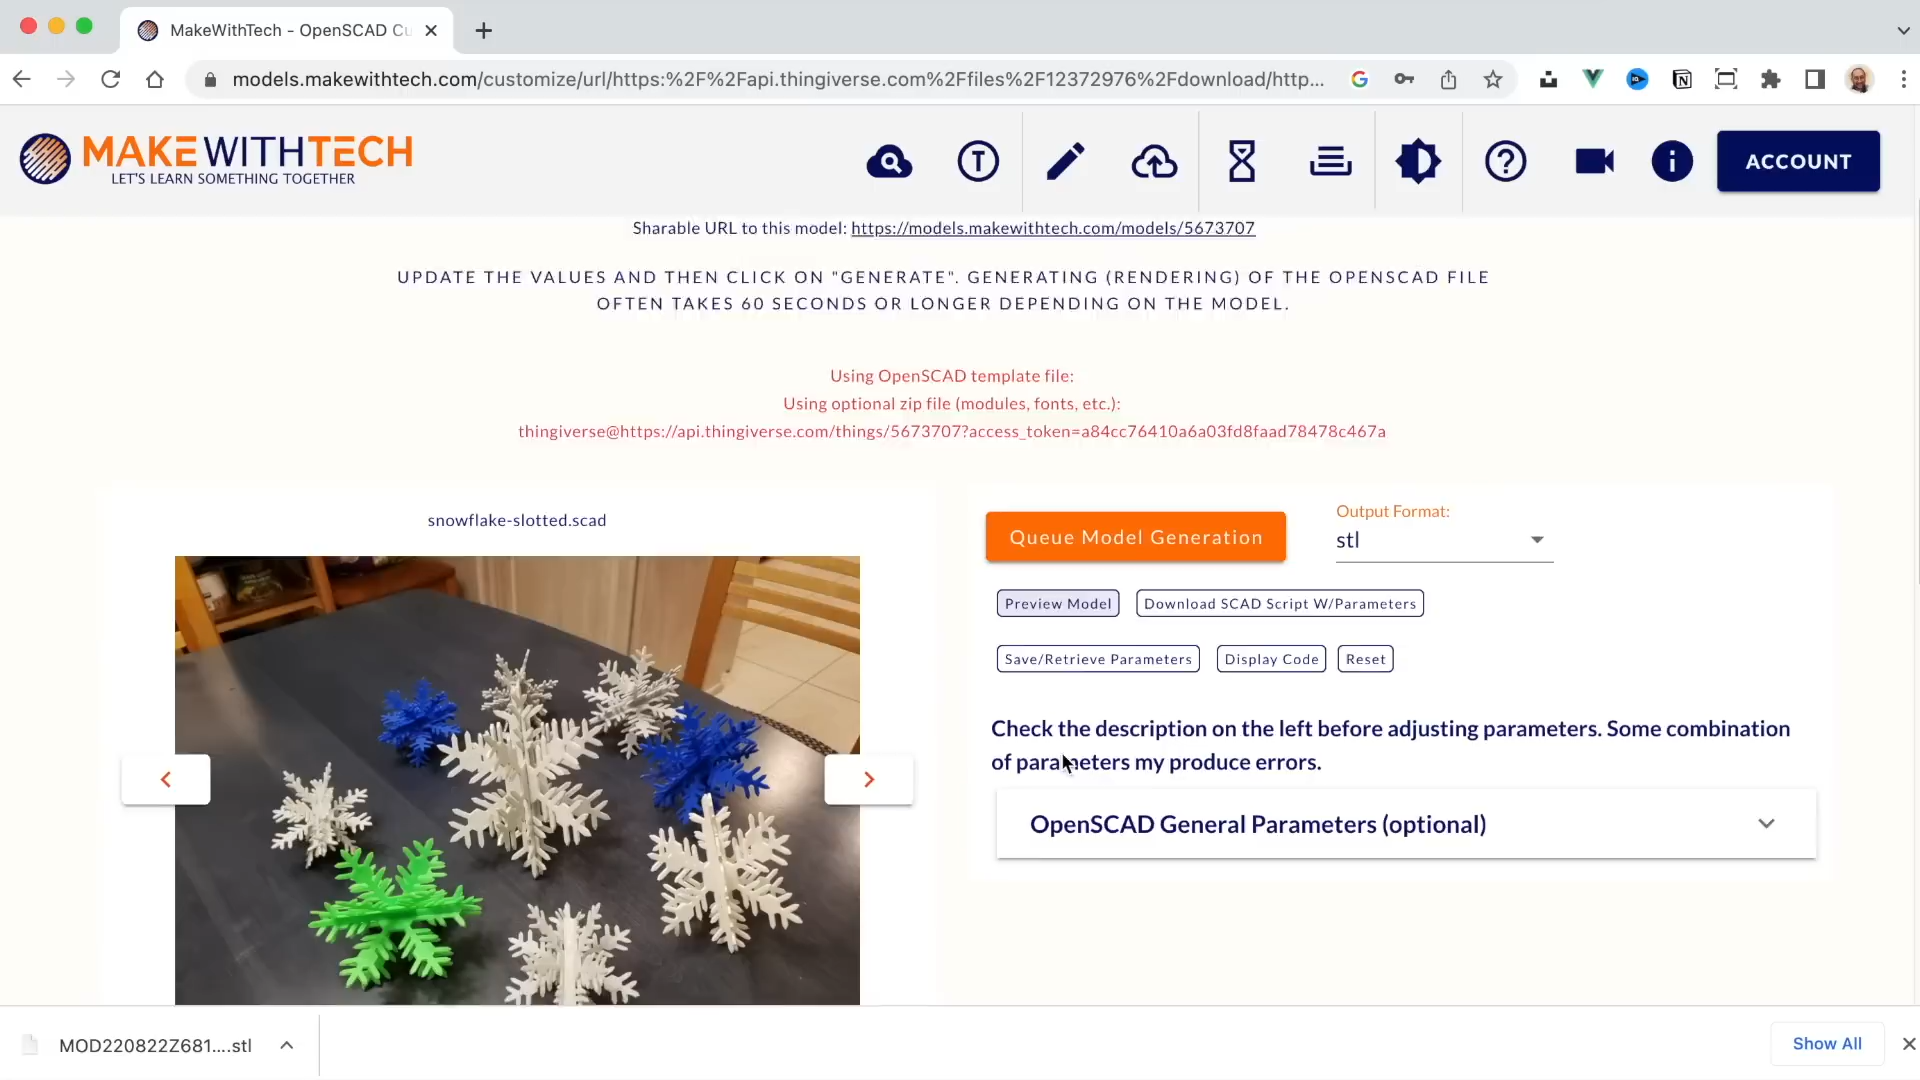 MakeWithTech - OpenSCAD Cu
models.makewithtech.com/customize/url/https:%2F%2Fapi.thingiverse.com%2Ffiles%2F12372976%2Fdownload/http...
MAKEWITHTECH
LET'S LEARN SOMETHING TOGETHER
ACCOUNT
Sharable URL to this model: https://models.makewithtech.com/models/5673707
UPDATE THE VALUES AND THEN CLICK ON "GENERATE". GENERATING (RENDERING) OF THE OPENSCAD FILE
OFTEN TAKES 60 SECONDS OR LONGER DEPENDING ON THE MODEL.
Using OpenSCAD template file:
Using optional zip file (modules, fonts, etc.):
thingiverse@https://api.thingiverse.com/things/5673707?access_token=a84cc76410a6a03fd8faad78478c467a
snowflake-slotted.scad
Queue Model Generation
Output Format:
stl
Preview Model
Download SCAD Script W/Parameters
Save/Retrieve Parameters
Display Code
Reset
Check the description on the left before adjusting parameters. Some combination
of parameters my produce errors.
OpenSCAD General Parameters (optional)
MOD220822Z681....stl
Show All